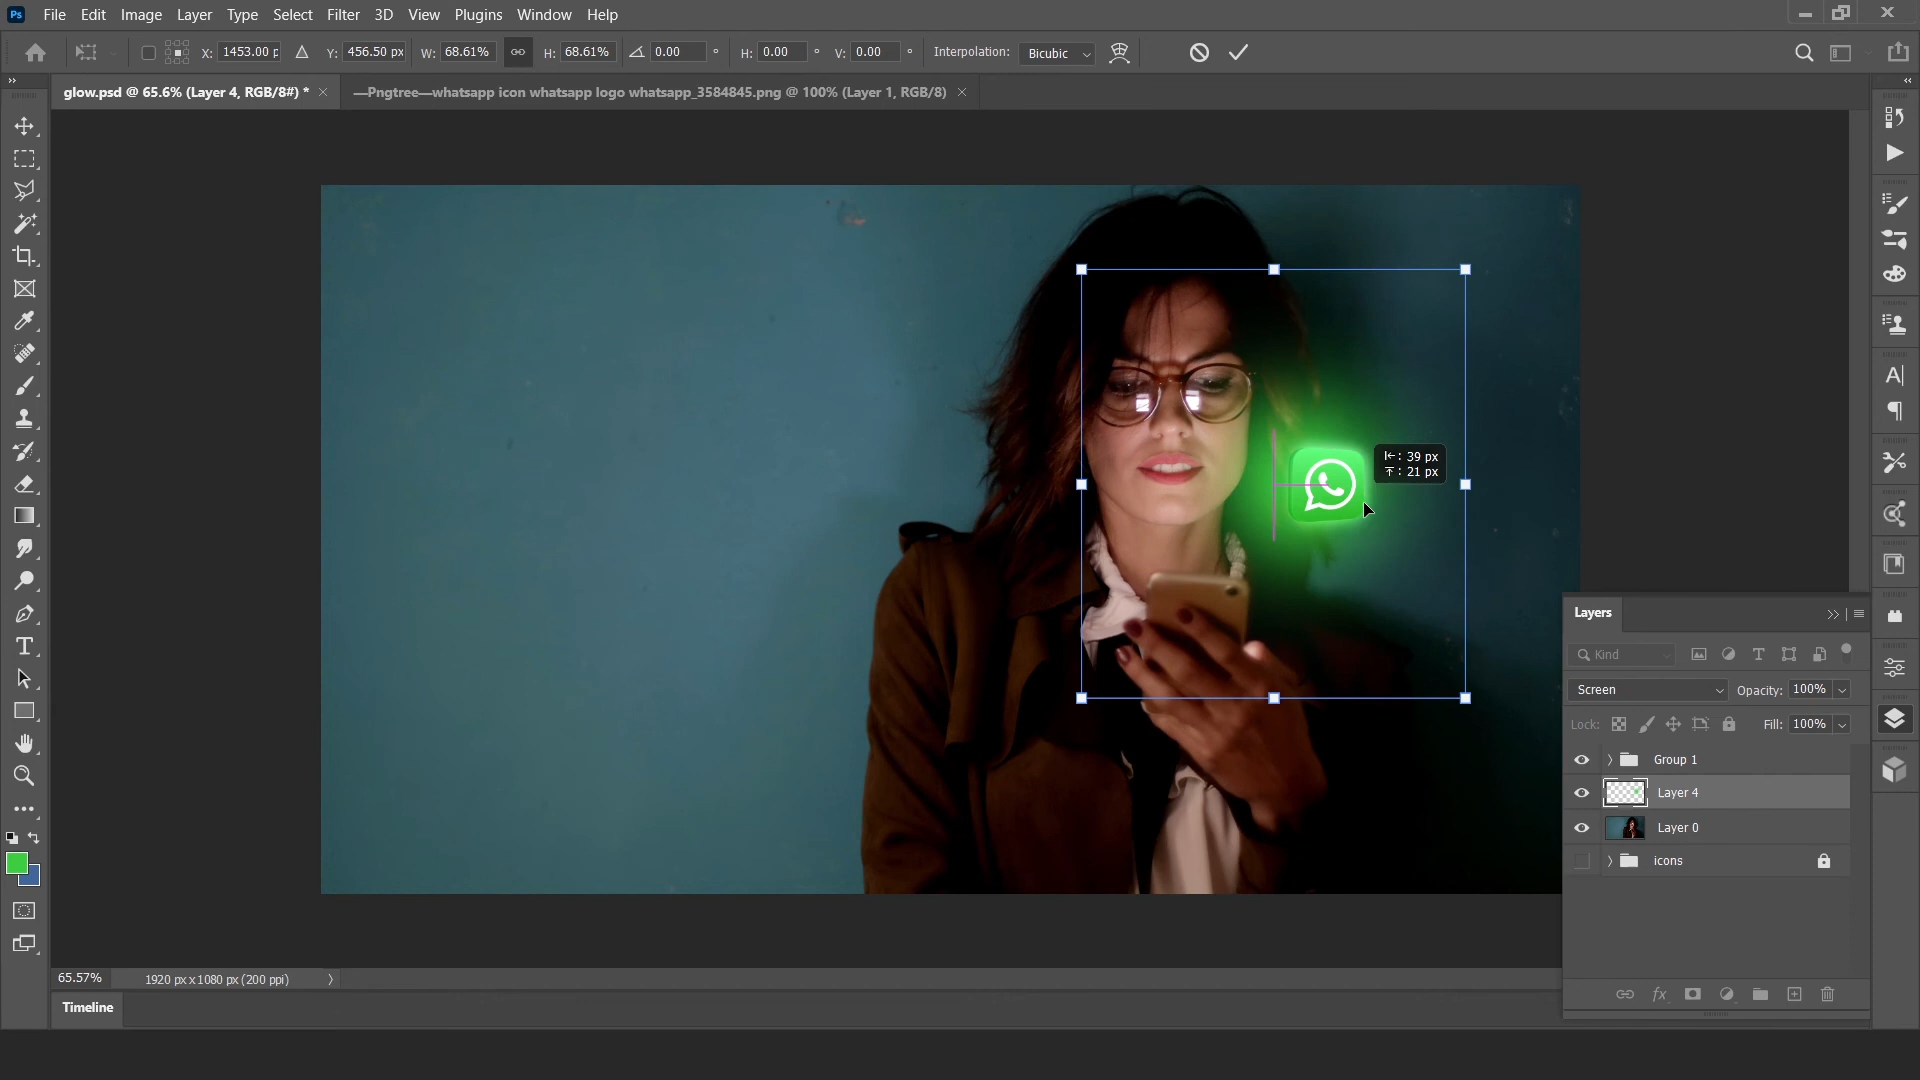 Ps File Edit Image Layer Type Select Filter 3D View Plugins Window Help
X: 1453.00 p Y: 456.50 px W: 68.61% H: 68.61% 0.00 ° H: 0.00 ° V: 0.00 ° Interpolation: Bicubic
glow.psd @ 65.6% (Layer 4, RGB/8#) * —Pngtree—whatsapp icon whatsapp logo whatsapp_3584845.png @ 100% (Layer 1, RGB/8)
: 39 px
: 21 px
Layers
Kind
Screen Opacity: 100%
Lock: Fill: 100%
Group 1
Layer 4
Layer 0
icons
fx
65.57% 1920 px x 1080 px (200 ppi)
Timeline